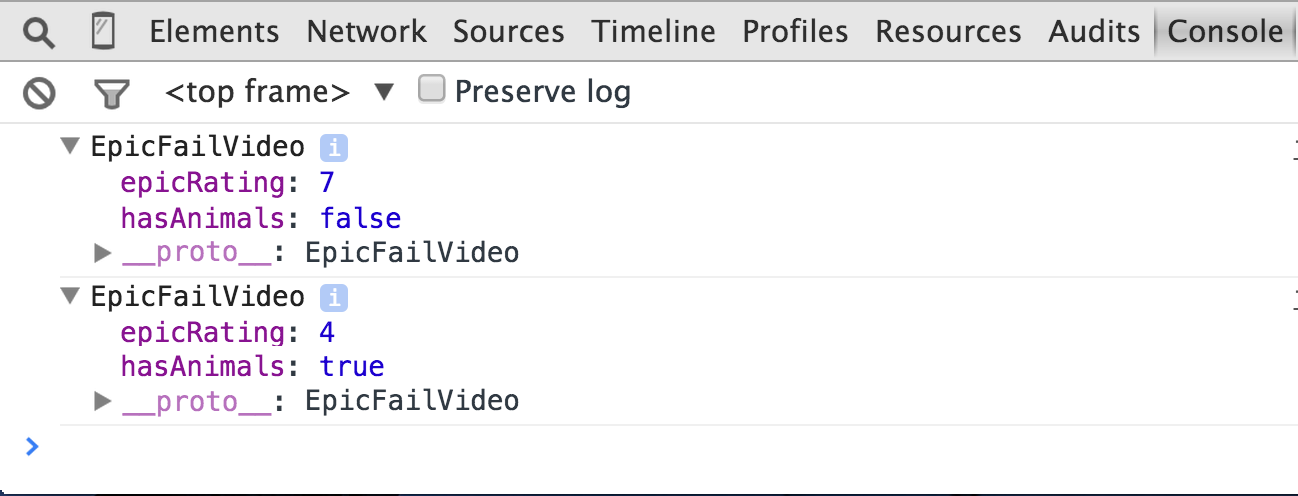 Elements Network Sources Timeline Profiles Resources Audits Console
<top frame> ▼ Preserve log
▼ EpicFailVideo i
epicRating: 7
hasAnimals: false
▶ __proto__: EpicFailVideo
▼ EpicFailVideo i
epicRating: 4
hasAnimals: true
▶ __proto__: EpicFailVideo